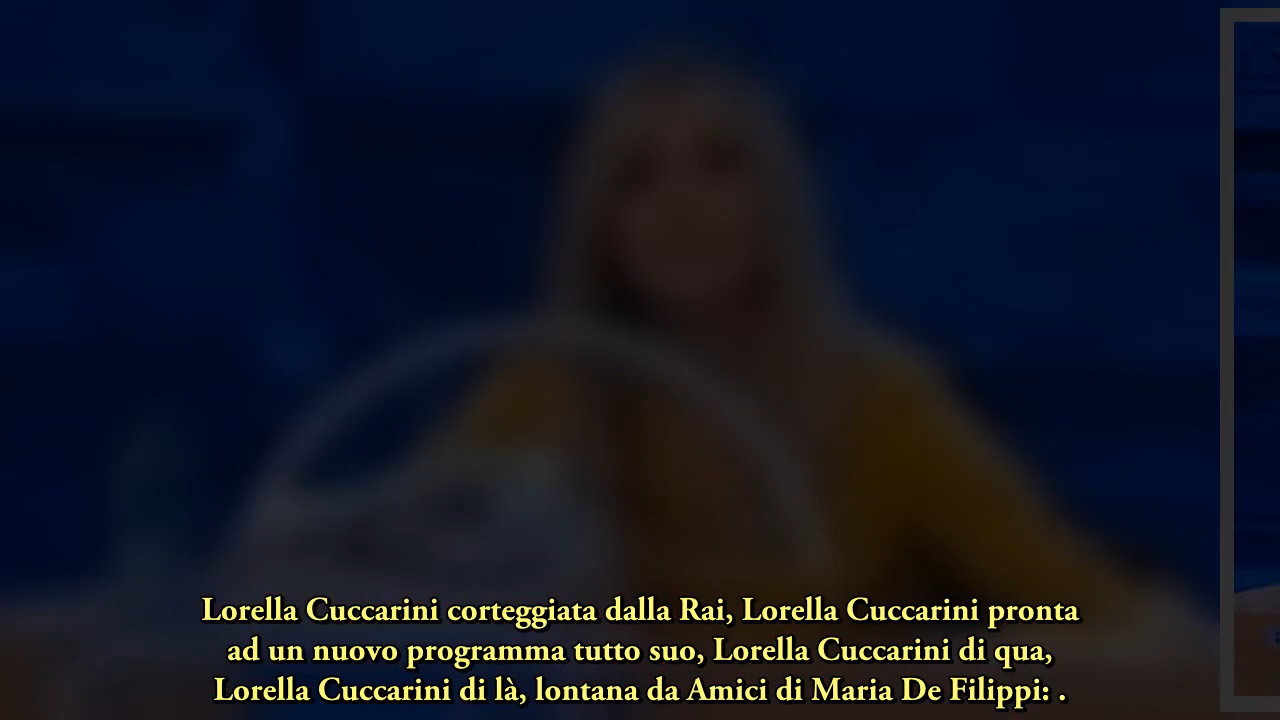 Lorella Cuccarini corteggiata dalla Rai, Lorella Cuccarini pronta
ad un nuovo programma tutto suo, Lorella Cuccarini di qua,
Lorella Cuccarini di là, lontana da Amici di Maria De Filippi: .